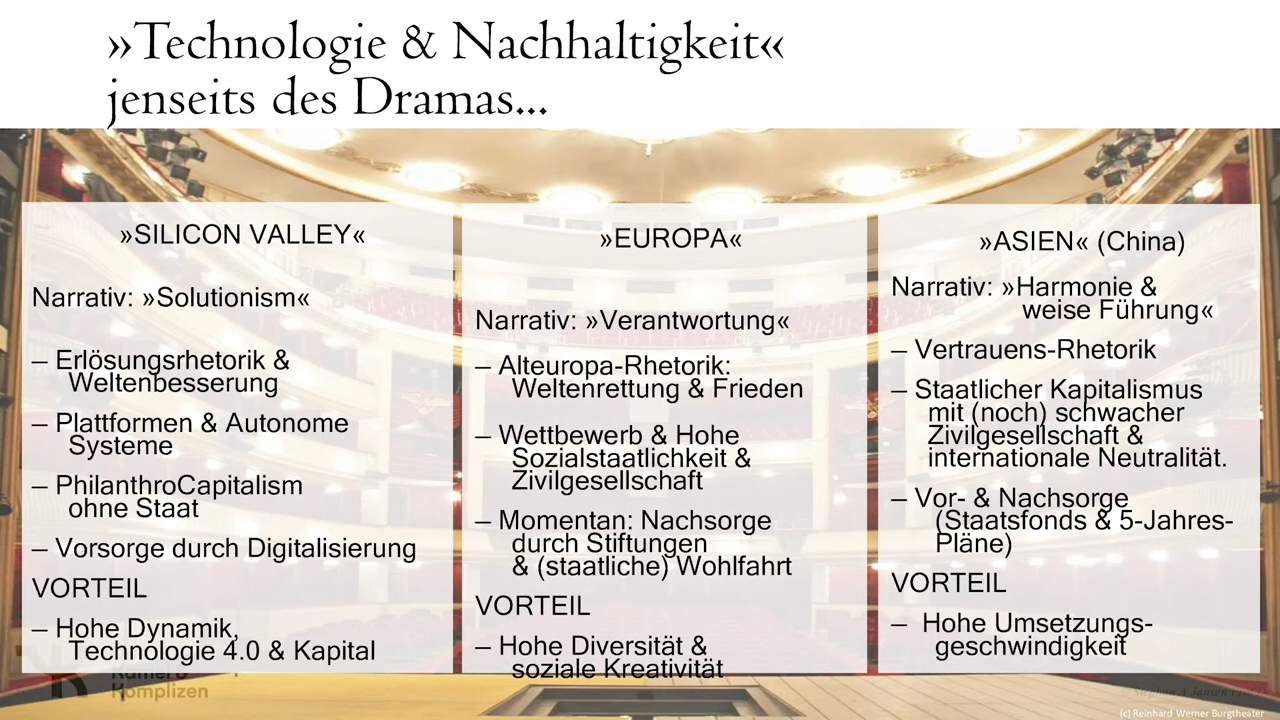 »Technologie & Nachhaltigkeit«
jenseits des Dramas...
»SILICON VALLEY«
Narrativ: »Solutionism«
– Erlösungsrhetorik &
Weltenbesserung
– Plattformen & Autonome
Systeme
– PhilanthroCapitalism
ohne Staat
– Vorsorge durch Digitalisierung
VORTEIL
– Hohe Dynamik,
Technologie 4.0 & Kapital
»EUROPA«
Narrativ: »Verantwortung«
– Alteuropa-Rhetorik:
Weltenrettung & Frieden
– Wettbewerb & Hohe
Sozialstaatlichkeit &
Zivilgesellschaft
– Momentan: Nachsorge
durch Stiftungen
& (staatliche) Wohlfahrt
VORTEIL
– Hohe Diversität &
soziale Kreativität
»ASIEN« (China)
Narrativ: »Harmonie &
weise Führung«
– Vertrauens-Rhetorik
– Staatlicher Kapitalismus
mit (noch) schwacher
Zivilgesellschaft &
internationale Neutralität.
– Vor- & Nachsorge
(Staatsfonds & 5-Jahres-
Pläne)
VORTEIL
– Hohe Umsetzungs-
geschwindigkeit
Komplizen
Stephan A Jansen
(c) Reinhard Werner Burgtheater